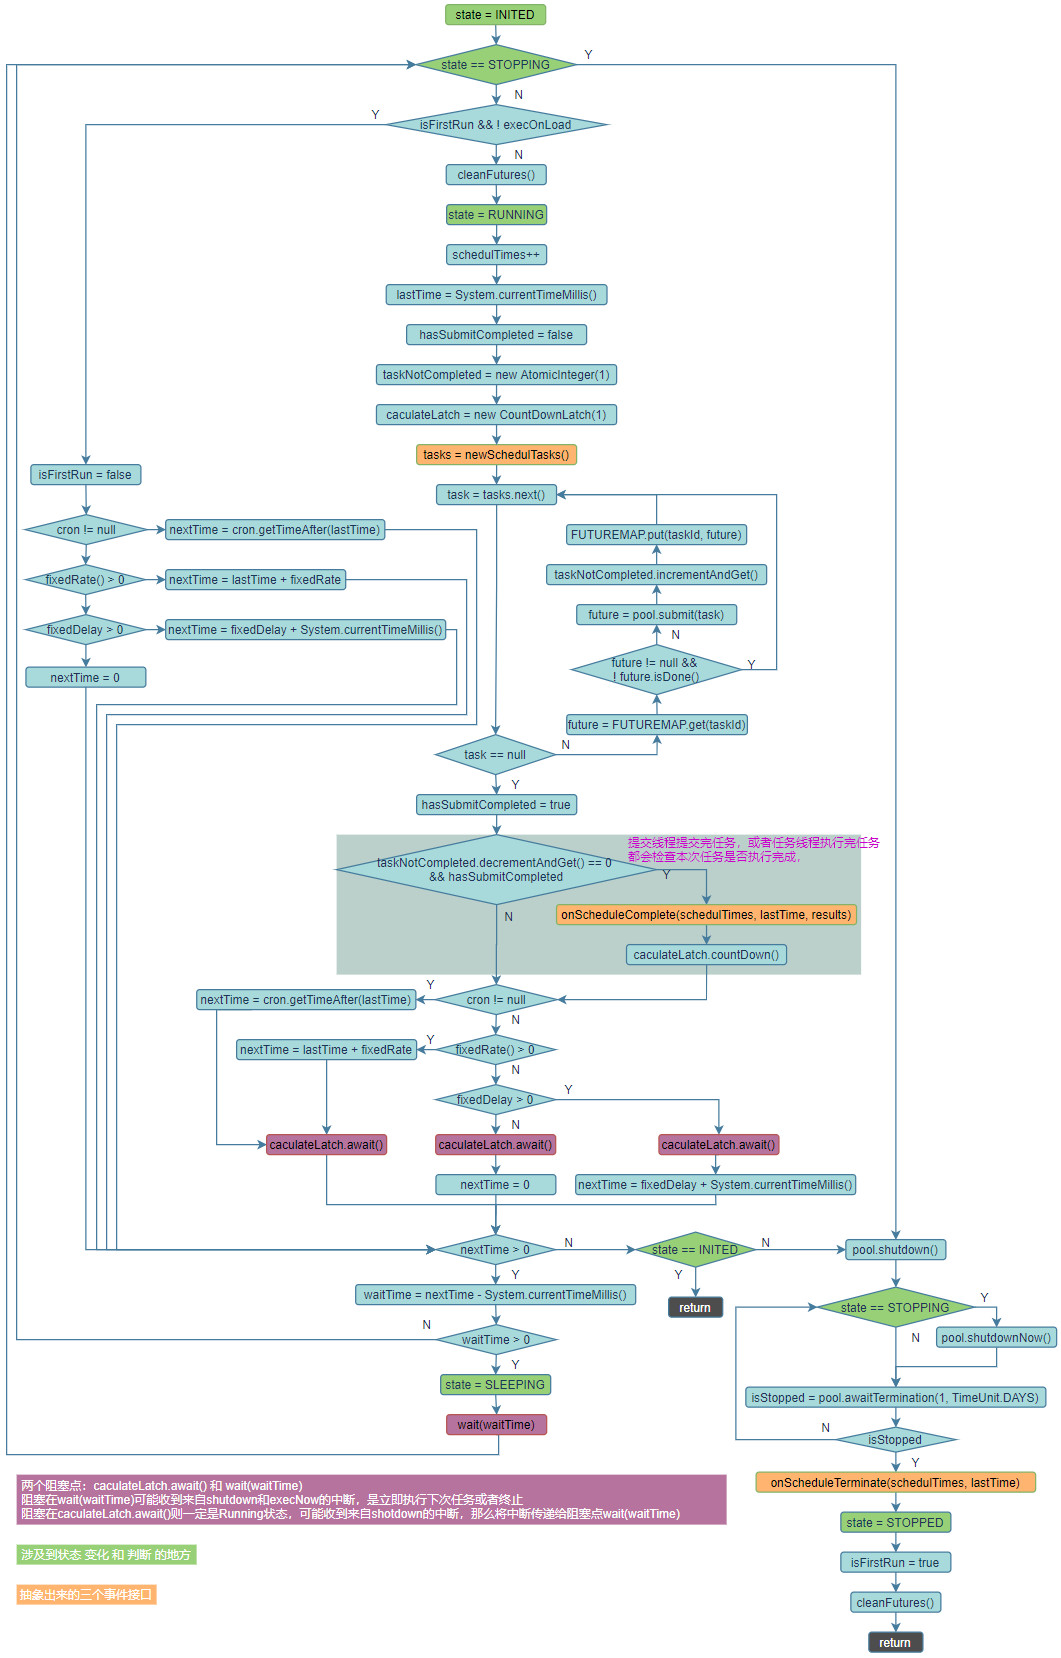 state = INITED
state == STOPPING
Y
N
isFirstRun && ! execOnLoad
Y
N
cleanFutures()
state = RUNNING
schedulTimes++
lastTime = System.currentTimeMillis()
hasSubmitCompleted = false
taskNotCompleted = new AtomicInteger(1)
caculateLatch = new CountDownLatch(1)
tasks = newSchedulTasks()
task = tasks.next()
isFirstRun = false
cron != null
nextTime = cron.getTimeAfter(lastTime)
fixedRate() > 0
nextTime = lastTime + fixedRate
fixedDelay > 0
nextTime = fixedDelay + System.currentTimeMillis()
nextTime = 0
FUTUREMAP.put(taskId, future)
taskNotCompleted.incrementAndGet()
future = pool.submit(task)
N
future != null &&
! future.isDone()
Y
future = FUTUREMAP.get(taskId)
task == null
N
Y
hasSubmitCompleted = true
提交线程提交完任务，或者任务线程执行完任务
都会检查本次任务是否执行完成，
taskNotCompleted.decrementAndGet() == 0
&& hasSubmitCompleted
Y
N
onScheduleComplete(schedulTimes, lastTime, results)
caculateLatch.countDown()
cron != null
Y
N
nextTime = cron.getTimeAfter(lastTime)
fixedRate() > 0
Y
N
nextTime = lastTime + fixedRate
fixedDelay > 0
Y
N
caculateLatch.await()
caculateLatch.await()
caculateLatch.await()
nextTime = 0
nextTime = fixedDelay + System.currentTimeMillis()
nextTime > 0
N
Y
state == INITED
N
Y
return
pool.shutdown()
waitTime = nextTime - System.currentTimeMillis()
waitTime > 0
N
Y
state = SLEEPING
wait(waitTime)
state == STOPPING
Y
N
pool.shutdownNow()
isStopped = pool.awaitTermination(1, TimeUnit.DAYS)
isStopped
N
Y
onScheduleTerminate(schedulTimes, lastTime)
state = STOPPED
isFirstRun = true
cleanFutures()
return
两个阻塞点：caculateLatch.await() 和 wait(waitTime)
阻塞在wait(waitTime)可能收到来自shutdown和execNow的中断，是立即执行下次任务或者终止
阻塞在caculateLatch.await()则一定是Running状态，可能收到来自shotdown的中断，那么将中断传递给阻塞点wait(waitTime)
涉及到状态 变化 和 判断 的地方
抽象出来的三个事件接口